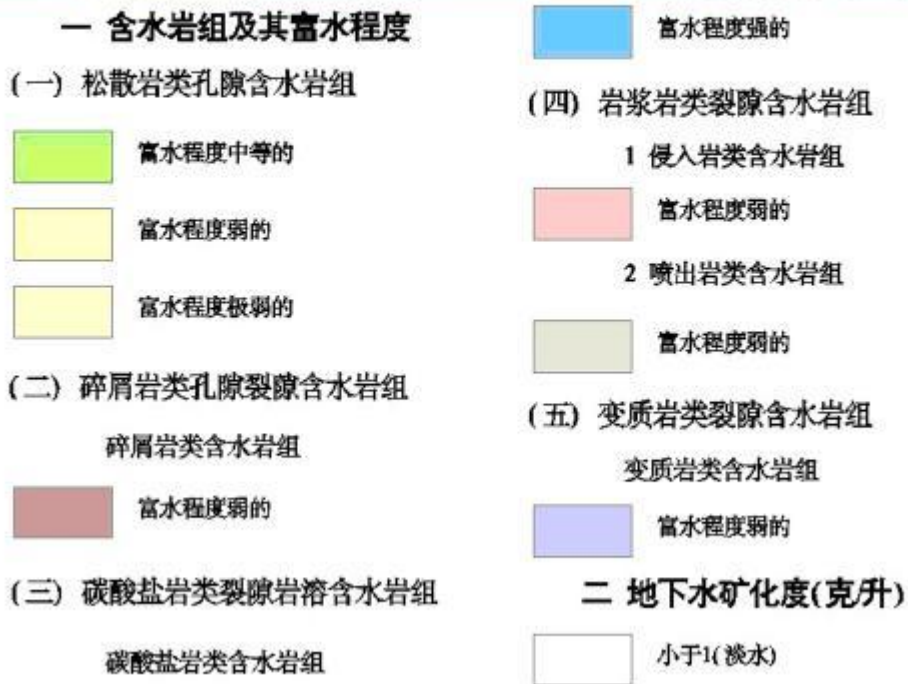 一 含水岩组及其富水程度
(一) 松散岩类孔隙含水岩组
富水程度中等的
富水程度弱的
富水程度极弱的
(二) 碎屑岩类孔隙裂隙含水岩组
碎屑岩类含水岩组
富水程度弱的
(三) 碳酸盐岩类裂隙岩溶含水岩组
碳酸盐岩类含水岩组
富水程度强的
(四) 岩浆岩类裂隙含水岩组
1 侵入岩类含水岩组
富水程度弱的
2 喷出岩类含水岩组
富水程度弱的
(五) 变质岩类裂隙含水岩组
变质岩类含水岩组
富水程度弱的
二 地下水矿化度(克/升)
小于1(淡水)